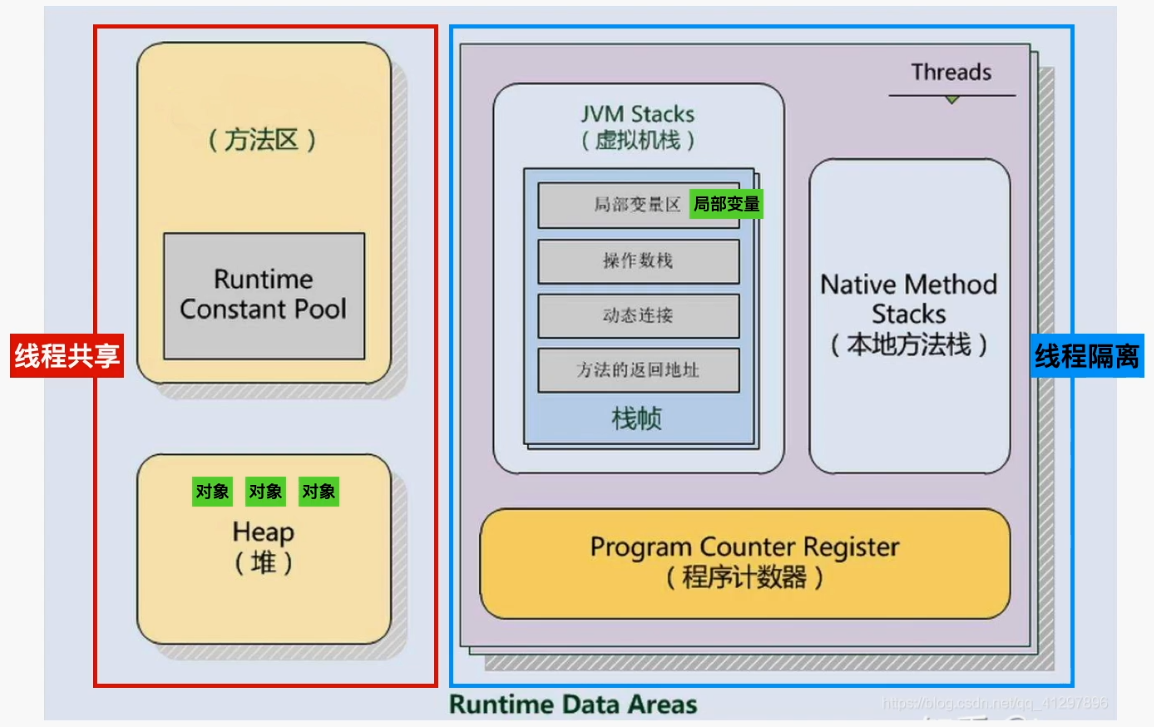 线程共享
（方法区）
Runtime
Constant Pool
对象 对象 对象
Heap
（堆）
Threads
JVM Stacks
（虚拟机栈）
局部变量区 局部变量
操作数栈
动态连接
方法的返回地址
栈帧
Native Method
Stacks
（本地方法栈）
线程隔离
Program Counter Register
（程序计数器）
Runtime Data Areas
https://blog.csdn.net/qq_41297896